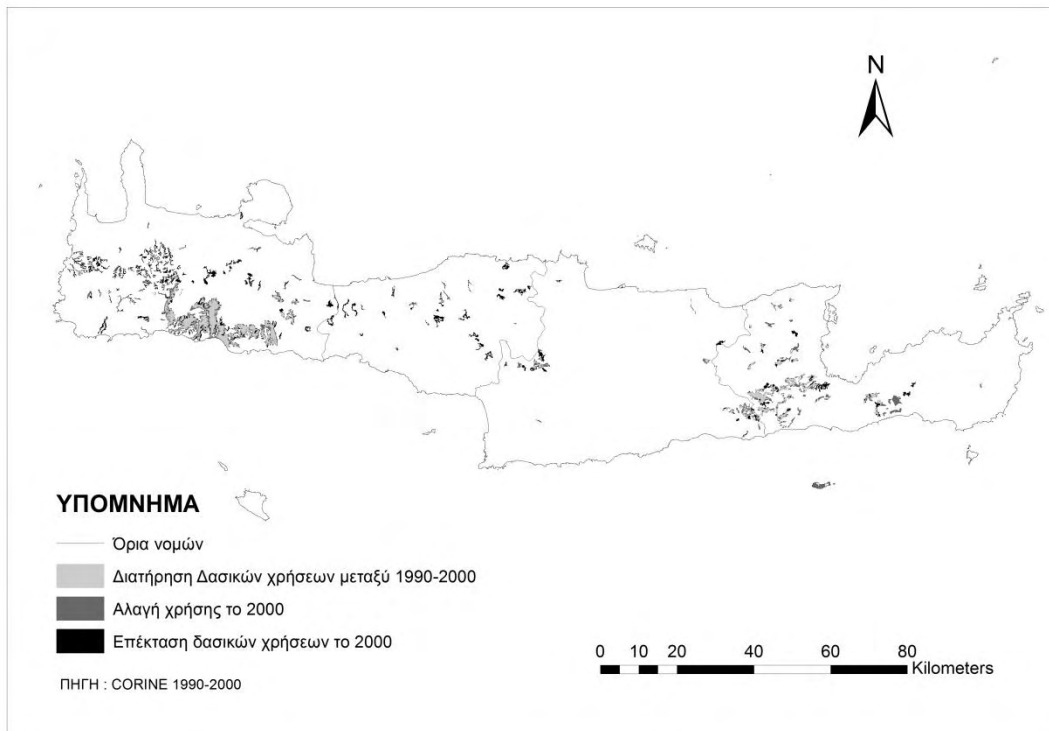 N
ΥΠΟΜΝΗΜΑ
Όρια νομών
Διατήρηση Δασικών χρήσεων μεταξύ 1990-2000
Αλαγή χρήσης το 2000
Επέκταση δασικών χρήσεων το 2000
ΠΗΓΗ : CORINE 1990-2000
0 10 20 40 60 80
Kilometers